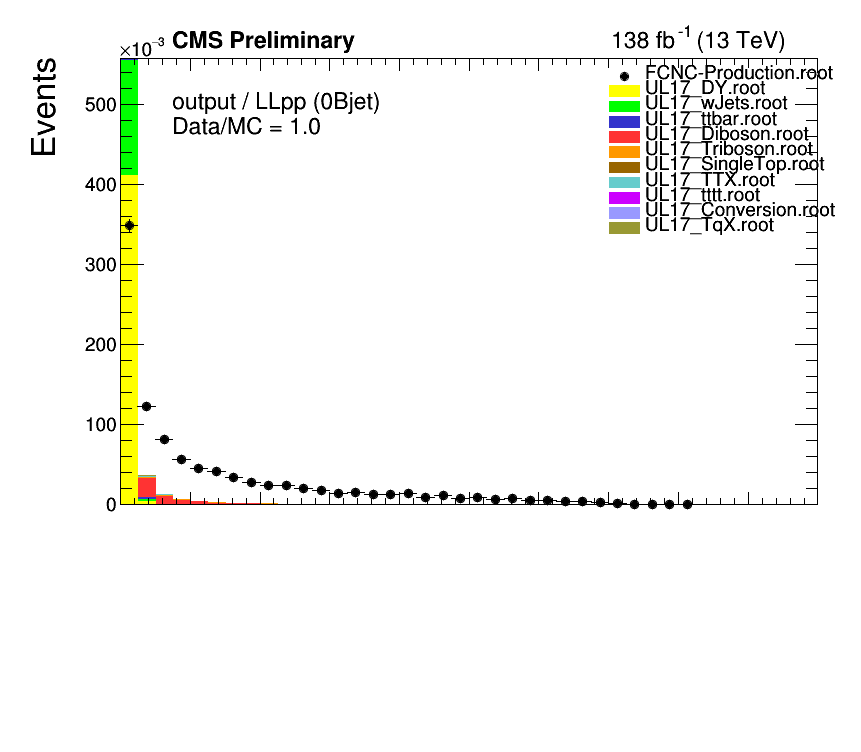 ×10⁻³ CMS Preliminary 138 fb⁻¹ (13 TeV)
Events
output / LLpp (0Bjet)
Data/MC = 1.0
FCNC-Production.root
UL17_DY.root
UL17_wJets.root
UL17_ttbar.root
UL17_Diboson.root
UL17_Triboson.root
UL17_SingleTop.root
UL17_TTX.root
UL17_tttt.root
UL17_Conversion.root
UL17_TqX.root
500
400
300
200
100
0